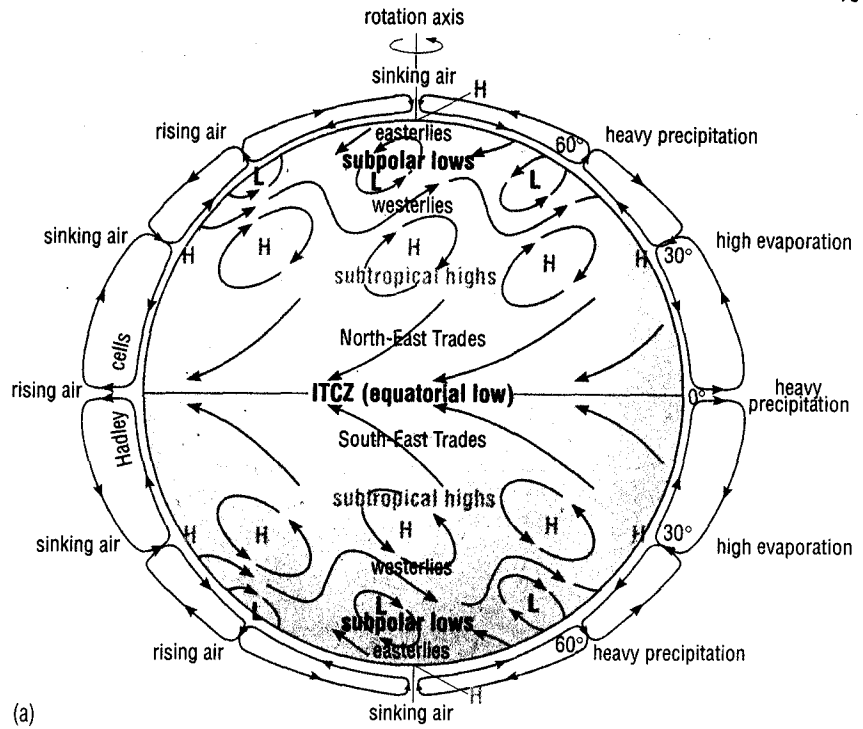 rotation axis
sinking air
H
rising air
easterlies
60°
heavy precipitation
subpolar lows
L
L
L
westerlies
sinking air
H
H
H
H
H
30°
high evaporation
subtropical highs
cells
North-East Trades
rising air
ITCZ (equatorial low)
0°
heavy
precipitation
Hadley
South-East Trades
subtropical highs
sinking air
H
H
H
H
H
30°
high evaporation
westerlies
L
L
L
subpolar lows
rising air
easterlies
60°
heavy precipitation
H
(a)
sinking air